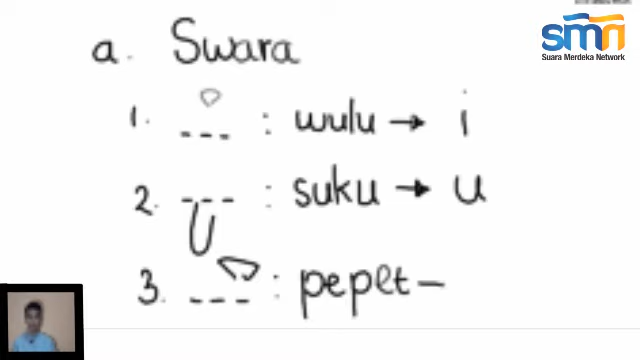 smn
Suara Merdeka Network
a. Swara
1. --- : wulu → i
2. --- : suku → u
3. --- : pepet –